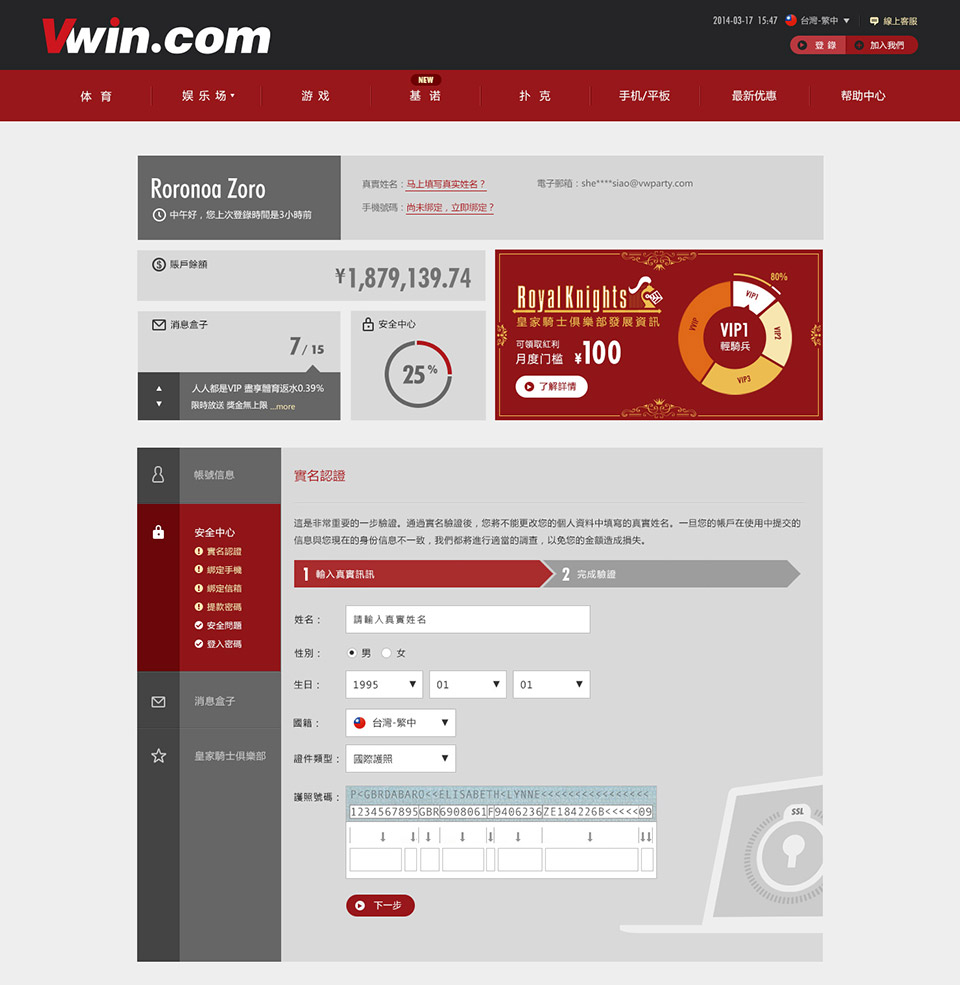 Vwin.com
2014-03-17 15:47 台灣-繁中 ▼ 線上客服
登 錄 加入我們
体 育 娱 乐 场 游 戏 NEW 基 诺 扑 克 手机/平板 最新优惠 帮助中心
Roronoa Zoro
中午好，您上次登錄時間是3小時前
真實姓名：马上填写真实姓名？ 電子郵箱：she****siao@vwparty.com
手機號碼：尚未绑定，立即绑定？
賬戶餘額
¥1,879,139.74
消息盒子
7 / 15
人人都是VIP 盡享體育返水0.39%
限時放送 獎金無上限 ...more
安全中心
25%
RoyalKnights
皇家騎士俱樂部發展資訊
可領取紅利
月度门槛 ¥100
了解詳情
80%
VIP1
VIP2
VIP3
VVIP
VIP1
輕騎兵
帳號信息
安全中心
實名認證
綁定手機
綁定信箱
提款密碼
安全問題
登入密碼
消息盒子
皇家騎士俱樂部
實名認證
這是非常重要的一步驗證。通過實名驗證後，您將不能更改您的個人資料中填寫的真實姓名。一旦您的帳戶在使用中提交的
信息與您現在的身份信息不一致，我們都將進行適當的調查，以免您的金額造成損失。
1 輸入真實訊訊 2 完成驗證
姓名： 請輸入真實姓名
性別： 男 女
生日： 1995 ▼ 01 ▼ 01 ▼
國籍： 台灣-繁中 ▼
證件類型： 國際護照 ▼
護照號碼： P<GBRDABARO<<ELISABETH<LYNNE<<<<<<<<<<<<<<<<<
1234567895GBR6908061F9406236ZE184226B<<<<<09
下一步
SSL